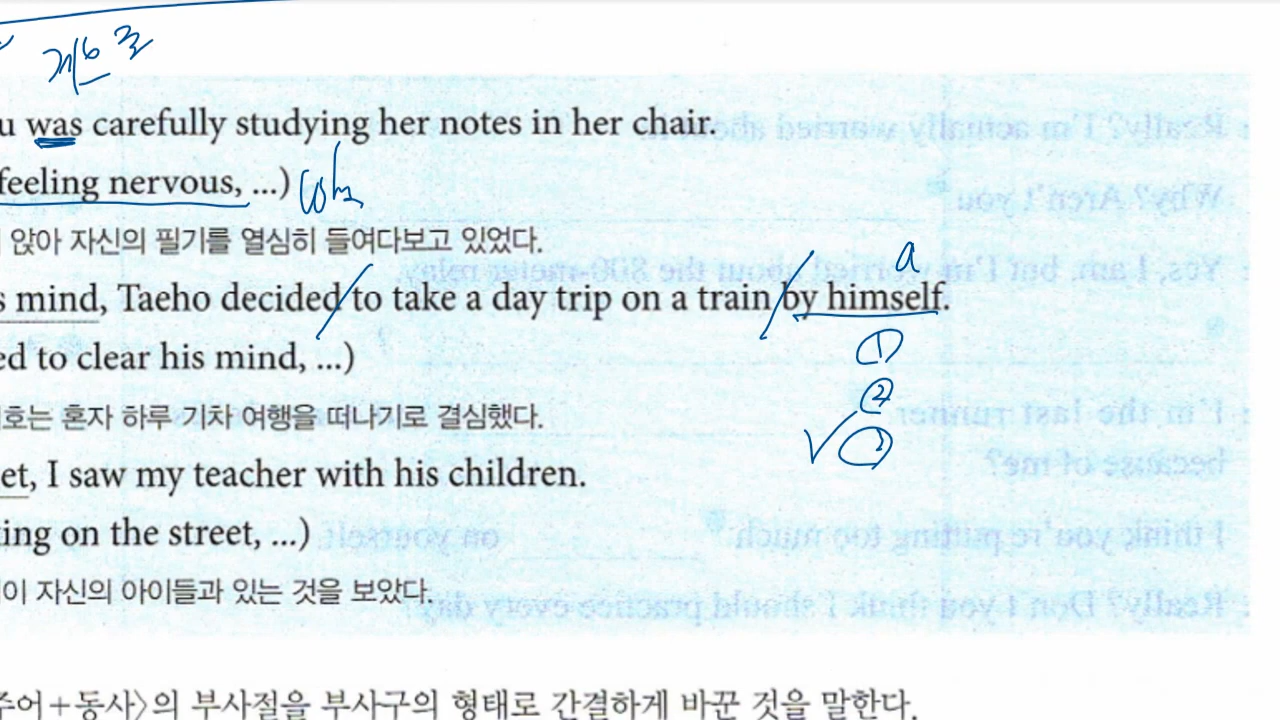 u was carefully studying her notes in her chair.
feeling nervous, ...)
앉아 자신의 필기를 열심히 들여다보고 있었다.
a
s mind, Taeho decided to take a day trip on a train by himself.
①
ed to clear his mind, ...)
②
호는 혼자 하루 기차 여행을 떠나기로 결심했다.
et, I saw my teacher with his children.
ting on the street, ...)
이 자신의 아이들과 있는 것을 보았다.
주어+동사〉의 부사절을 부사구의 형태로 간결하게 바꾼 것을 말한다.